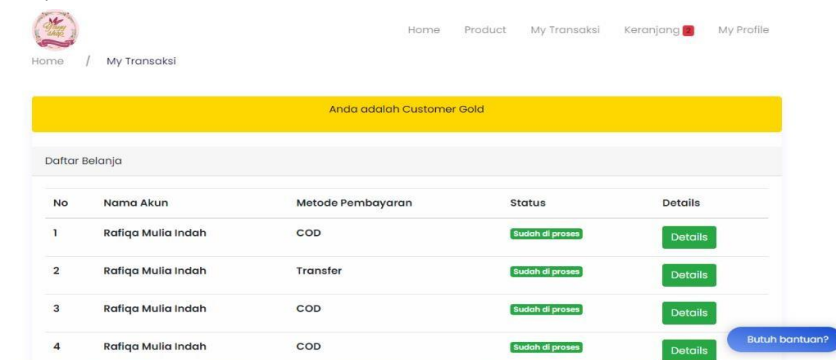 Home Product My Transaksi Keranjang 2 My Profile
Home / My Transaksi
Anda adalah Customer Gold
Daftar Belanja
No Nama Akun Metode Pembayaran Status Details
1 Rafiqa Mulia Indah COD Sudah di proses Details
2 Rafiqa Mulia Indah Transfer Sudah di proses Details
3 Rafiqa Mulia Indah COD Sudah di proses Details
4 Rafiqa Mulia Indah COD Sudah di proses Details
Butuh bantuan?